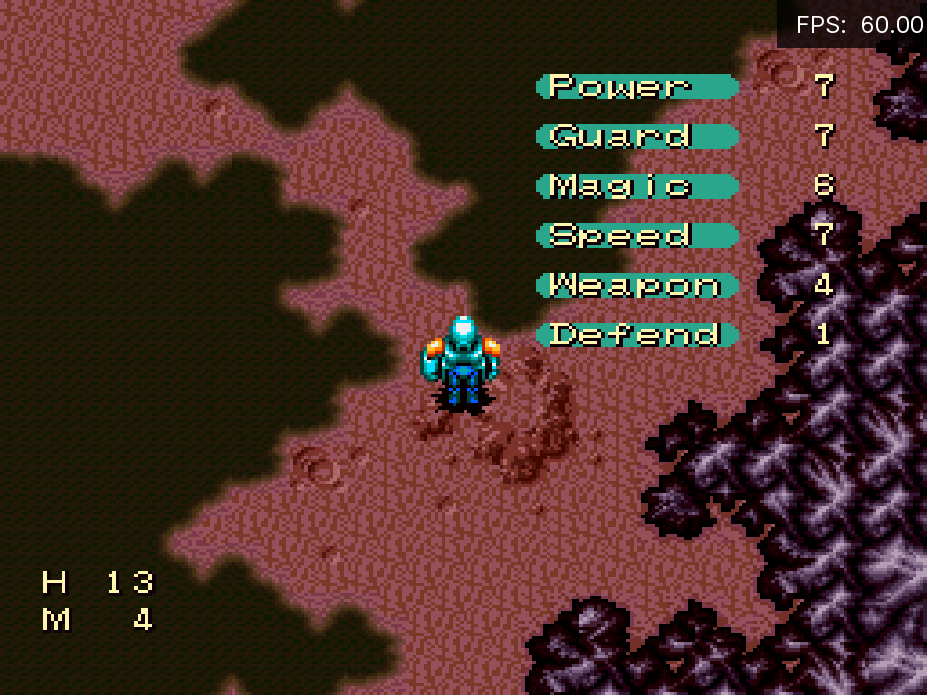 FPS: 60.00
Power 7
Guard 7
Magic 6
Speed 7
Weapon 4
Defend 1
H 13
M 4